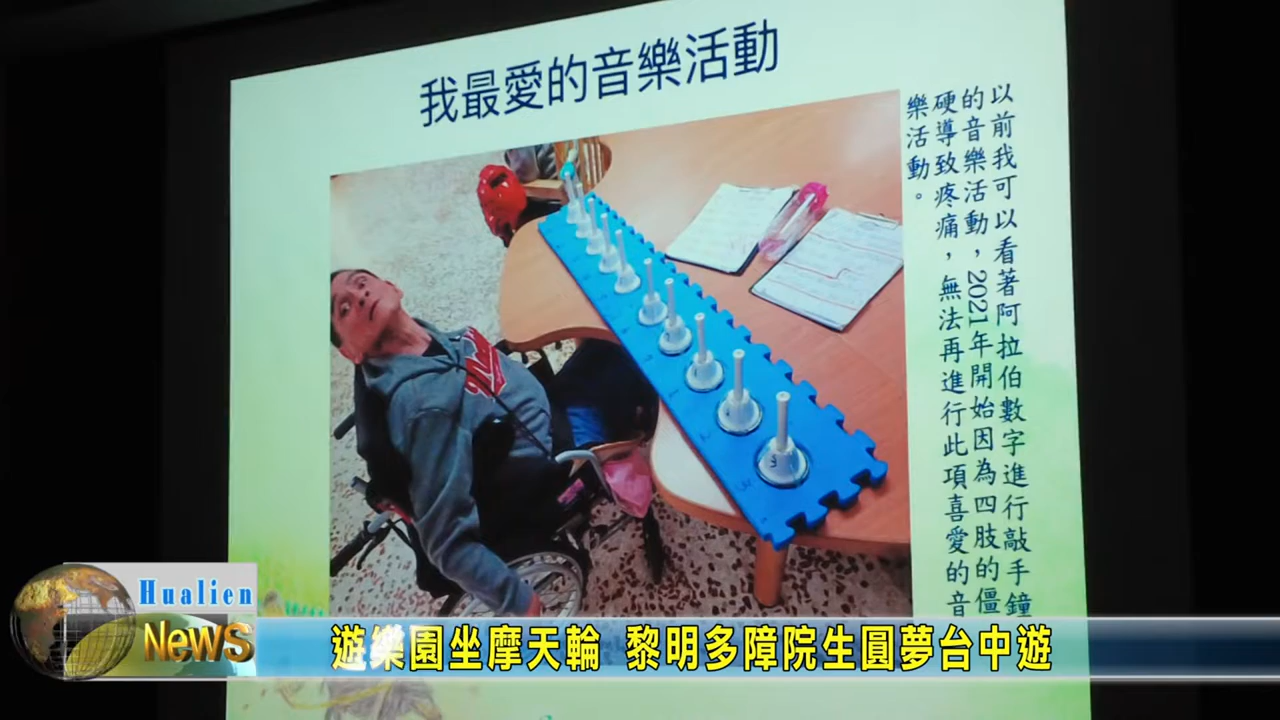 我最愛的音樂活動
以前我可以看著阿拉伯數字進行敲手鐘
的音樂活動，2021年開始因為四肢的僵
硬導致疼痛，無法再進行此項喜愛的音
樂活動。
Hualien
News
遊樂園坐摩天輪 黎明多障院生圓夢台中遊